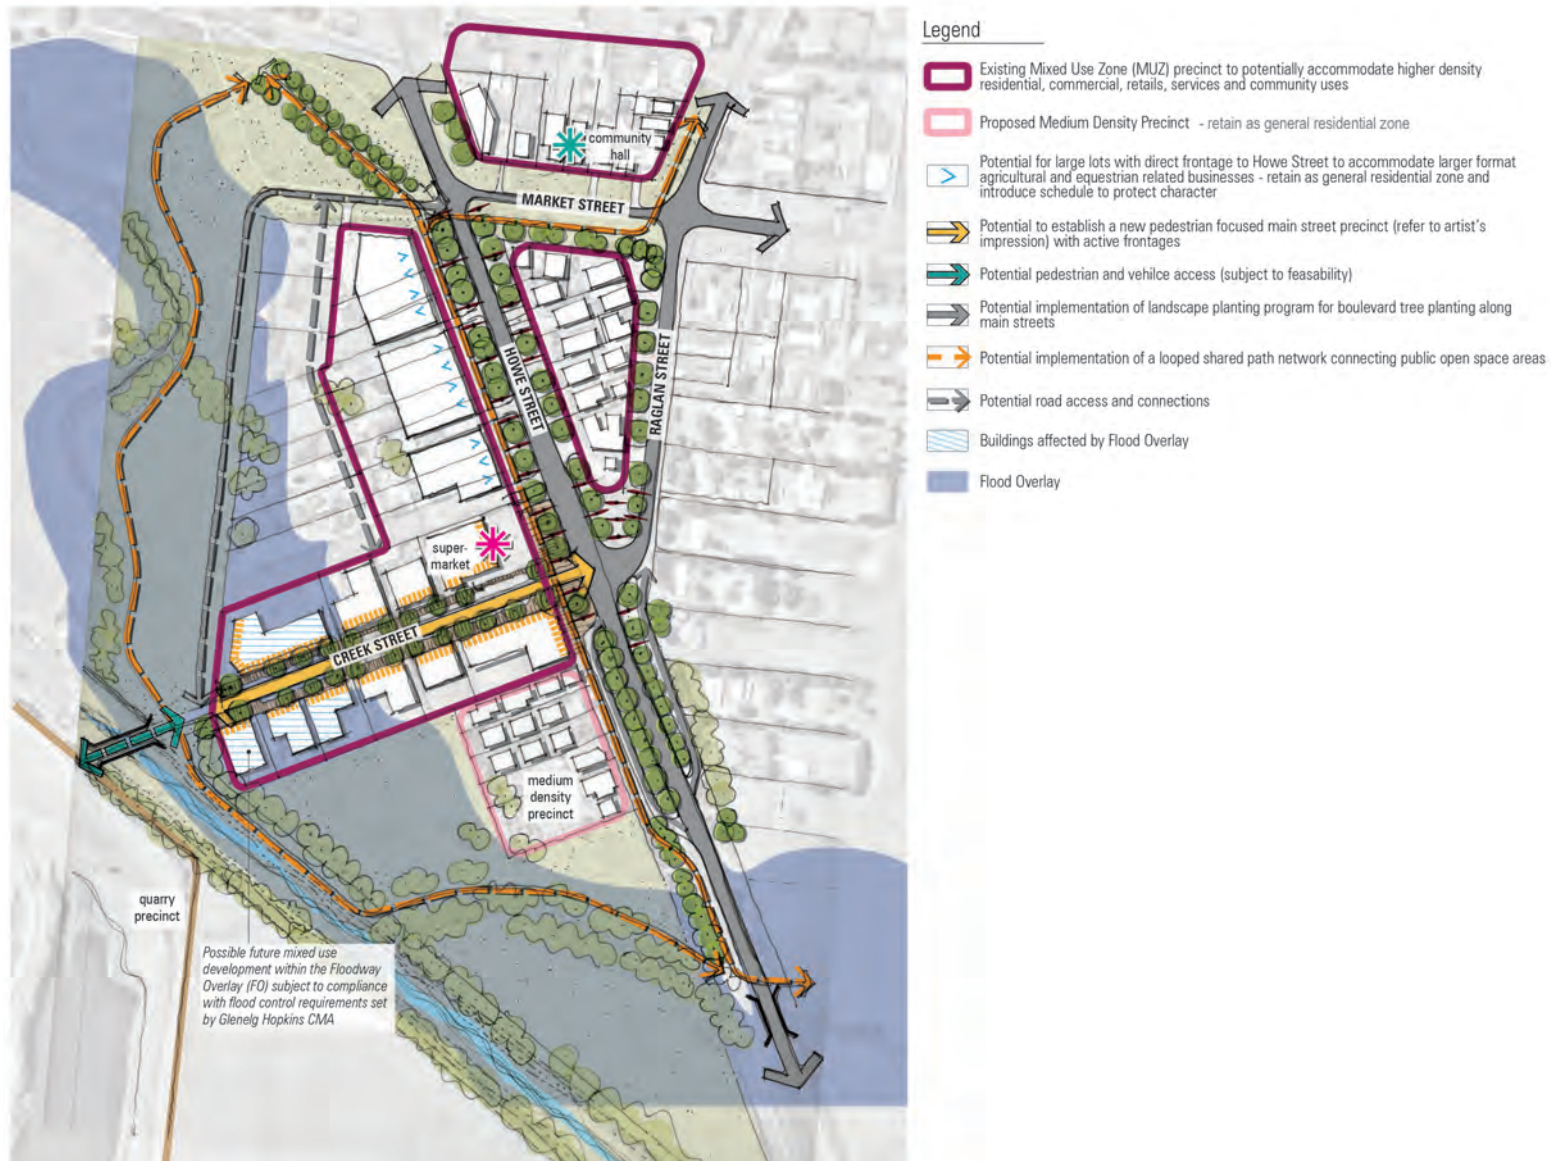 community
hall
MARKET STREET
HOWE STREET
RAGLAN STREET
super-
market
CREEK STREET
medium
density
precinct
quarry
precinct
Possible future mixed use
development within the Floodway
Overlay (FO) subject to compliance
with flood control requirements set
by Glenelg Hopkins CMA
Legend
Existing Mixed Use Zone (MUZ) precinct to potentially accommodate higher density
residential, commercial, retails, services and community uses
Proposed Medium Density Precinct - retain as general residential zone
Potential for large lots with direct frontage to Howe Street to accommodate larger format
agricultural and equestrian related businesses - retain as general residential zone and
introduce schedule to protect character
Potential to establish a new pedestrian focused main street precinct (refer to artist's
impression) with active frontages
Potential pedestrian and vehilce access (subject to feasability)
Potential implementation of landscape planting program for boulevard tree planting along
main streets
Potential implementation of a looped shared path network connecting public open space areas
Potential road access and connections
Buildings affected by Flood Overlay
Flood Overlay